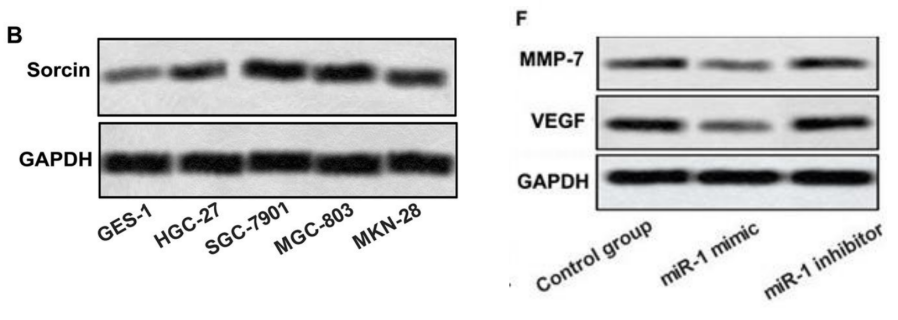 B
Sorcin
GAPDH
GES-1
HGC-27
SGC-7901
MGC-803
MKN-28
F
MMP-7
VEGF
GAPDH
Control group
miR-1 mimic
miR-1 inhibitor